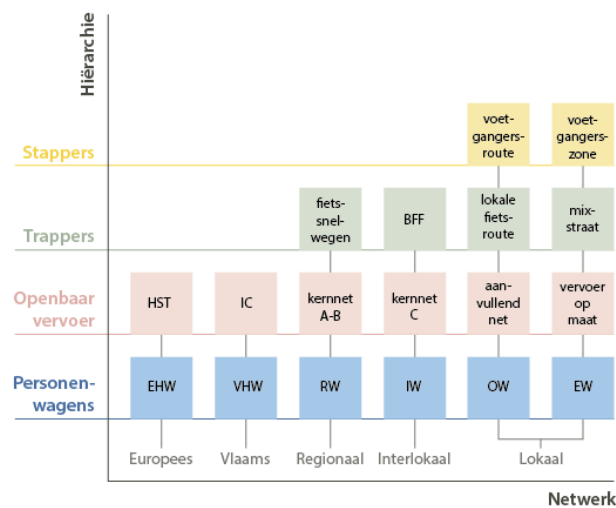 Hiërarchie
Stappers
voet-
gangers-
route
voet-
gangers-
zone
Trappers
fiets-
snel-
wegen
BFF
lokale
fiets-
route
mix-
straat
Openbaar
vervoer
HST
IC
kernnet
A-B
kernnet
C
aan-
vullend
net
vervoer
op
maat
Personen-
wagens
EHW
VHW
RW
IW
OW
EW
Europees
Vlaams
Regionaal
Interlokaal
Lokaal
Netwerk